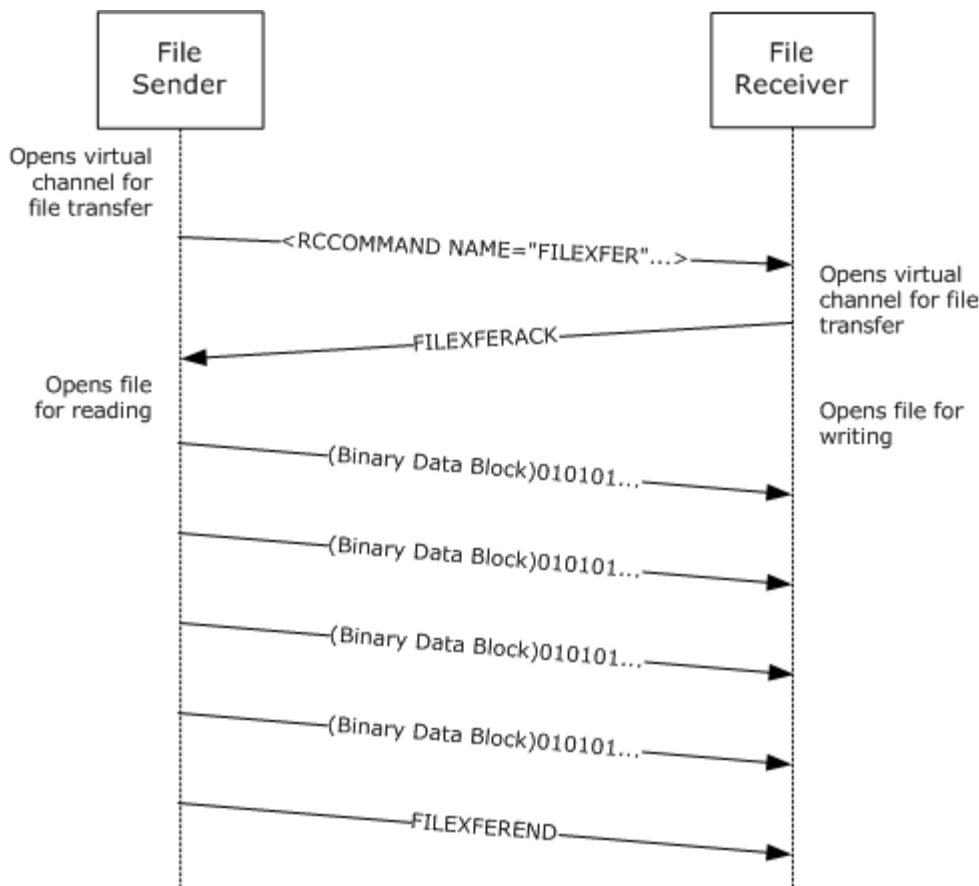 File
Sender
File
Receiver
Opens virtual
channel for
file transfer
<RCCOMMAND NAME="FILEXFER"...>
Opens virtual
channel for file
transfer
FILEXFERACK
Opens file
for reading
Opens file for
writing
(Binary Data Block)010101...
(Binary Data Block)010101...
(Binary Data Block)010101...
(Binary Data Block)010101...
FILEXFEREND